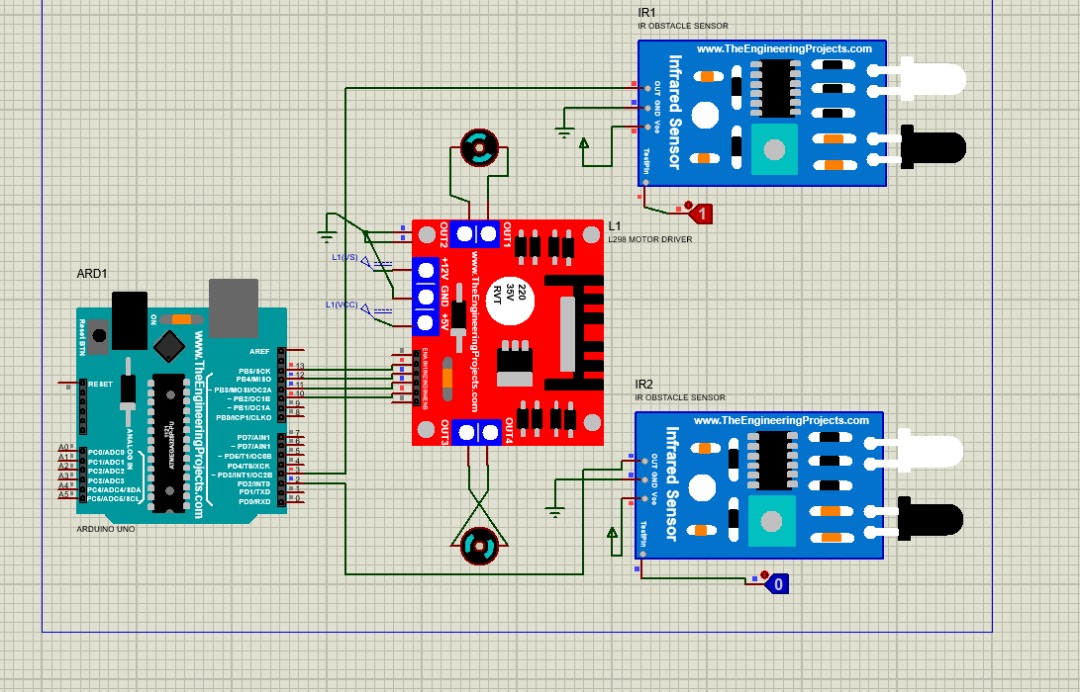 IR1
IR OBSTACLE SENSOR
www.TheEngineeringProjects.com
Infrared Sensor
OUT
GND
Vcc
TestPin
1
L1
L298 MOTOR DRIVER
OUT2
OUT1
+12V
GND
+5V
www.TheEngineeringProjects.com
220
35V
RVT
OUT3
OUT4
L1(VS)
L1(VCC)
ARD1
Reset BTN
ON
www.TheEngineeringProjects.com
RESET
AREF
PB5/SCK
PB4/MISO
~ PB3/MOSI/OC2A
~ PB2/OC1B
~ PB1/OC1A
PB0/ICP1/CLKO
PD7/AIN1
~ PD6/AIN0
~ PD5/T1/OC0B
PD4/T0/XCK
~ PD3/INT1/OC2B
PD2/INT0
PD1/TXD
PD0/RXD
13
12
11
10
9
8
7
6
5
4
3
2
1
0
ANALOG IN
A0
A1
A2
A3
A4
A5
PC0/ADC0
PC1/ADC1
PC2/ADC2
PC3/ADC3
PC4/ADC4/SDA
PC5/ADC5/SCL
ARDUINO UNO
IR2
IR OBSTACLE SENSOR
www.TheEngineeringProjects.com
Infrared Sensor
OUT
GND
Vcc
TestPin
0